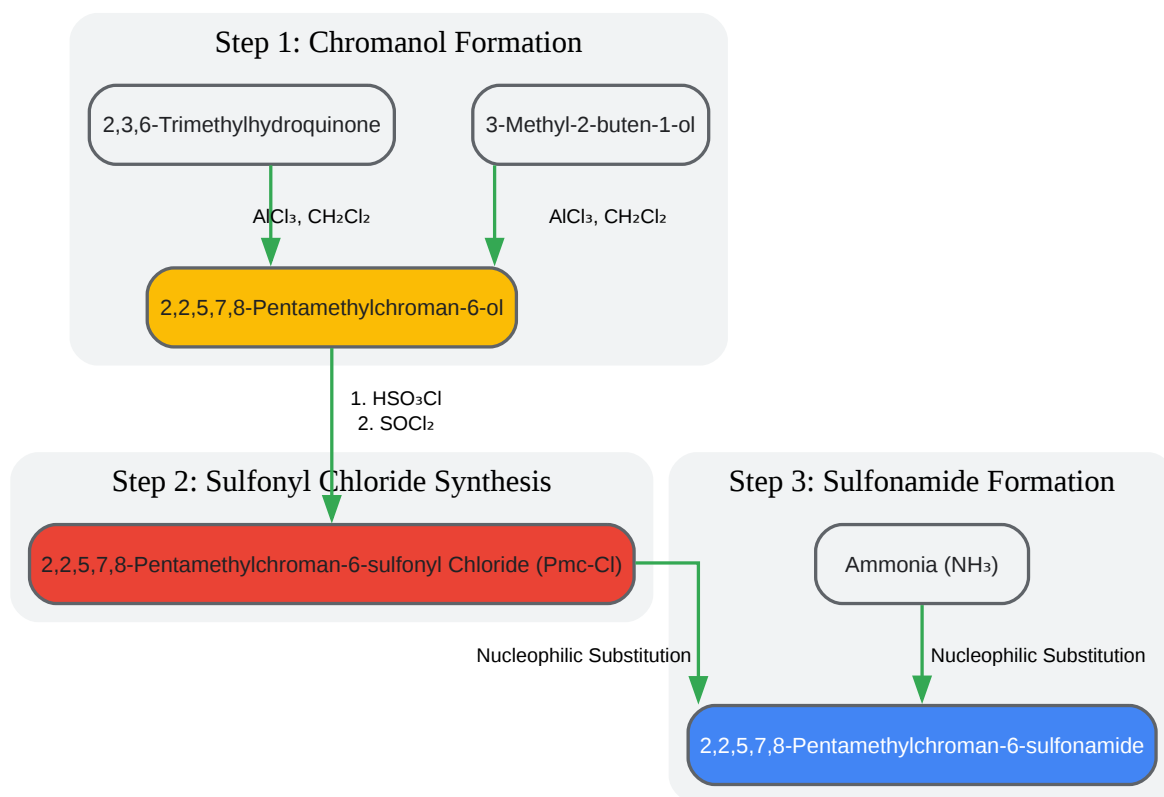 Step 1: Chromanol Formation
2,3,6-Trimethylhydroquinone
3-Methyl-2-buten-1-ol
AlCl₃, CH₂Cl₂
AlCl₃, CH₂Cl₂
2,2,5,7,8-Pentamethylchroman-6-ol
1. HSO₃Cl
2. SOCl₂
Step 2: Sulfonyl Chloride Synthesis
Step 3: Sulfonamide Formation
2,2,5,7,8-Pentamethylchroman-6-sulfonyl Chloride (Pmc-Cl)
Ammonia (NH₃)
Nucleophilic Substitution
Nucleophilic Substitution
2,2,5,7,8-Pentamethylchroman-6-sulfonamide